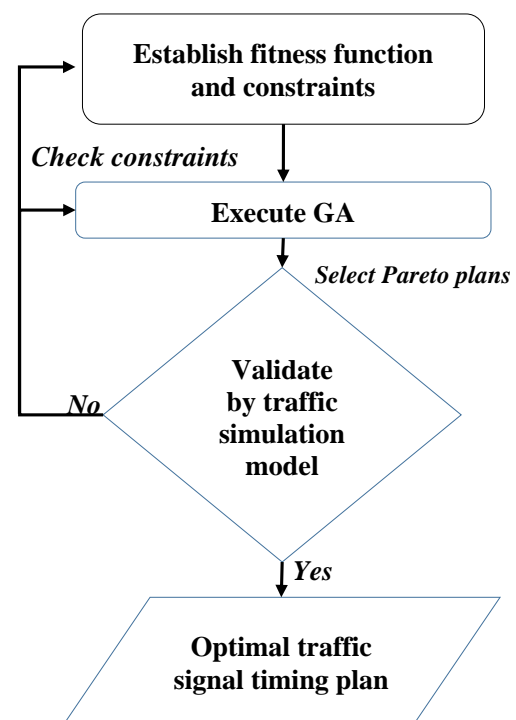 Establish fitness function
and constraints
Check constraints
Execute GA
Select Pareto plans
Validate
by traffic
simulation
model
No
Yes
Optimal traffic
signal timing plan